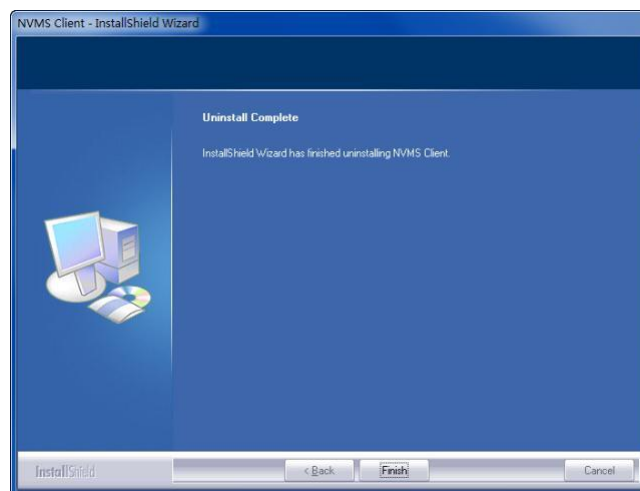 NVMS Client - InstallShield Wizard
Uninstall Complete
InstallShield Wizard has finished uninstalling NVMS Client.
InstallShield
< Back
Finish
Cancel